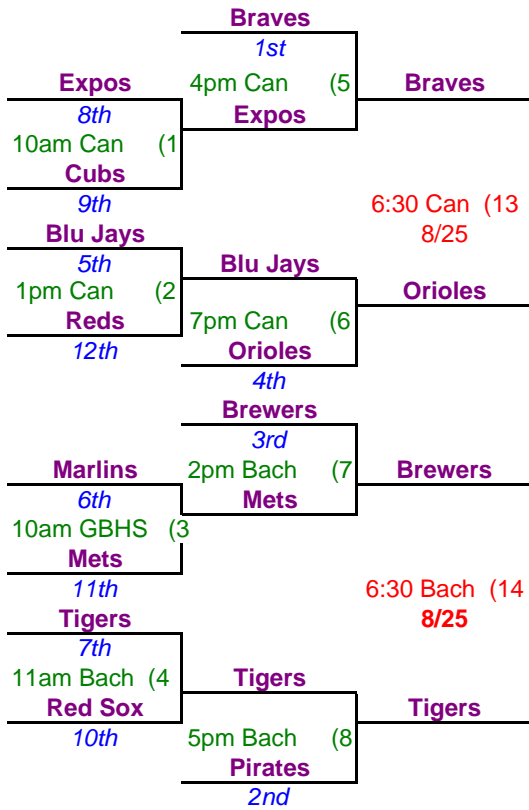 Braves
1st
4pm Can (5
Expos
Braves
8th
Expos
10am Can (1
Cubs
9th
6:30 Can (13
8/25
Blu Jays
5th
Blu Jays
1pm Can (2
Orioles
Reds
7pm Can (6
12th
Orioles
4th
Brewers
3rd
Marlins
2pm Bach (7
Brewers
6th
Mets
10am GBHS (3
Mets
11th
6:30 Bach (14
8/25
Tigers
7th
11am Bach (4
Tigers
Red Sox
Tigers
10th
5pm Bach (8
Pirates
2nd